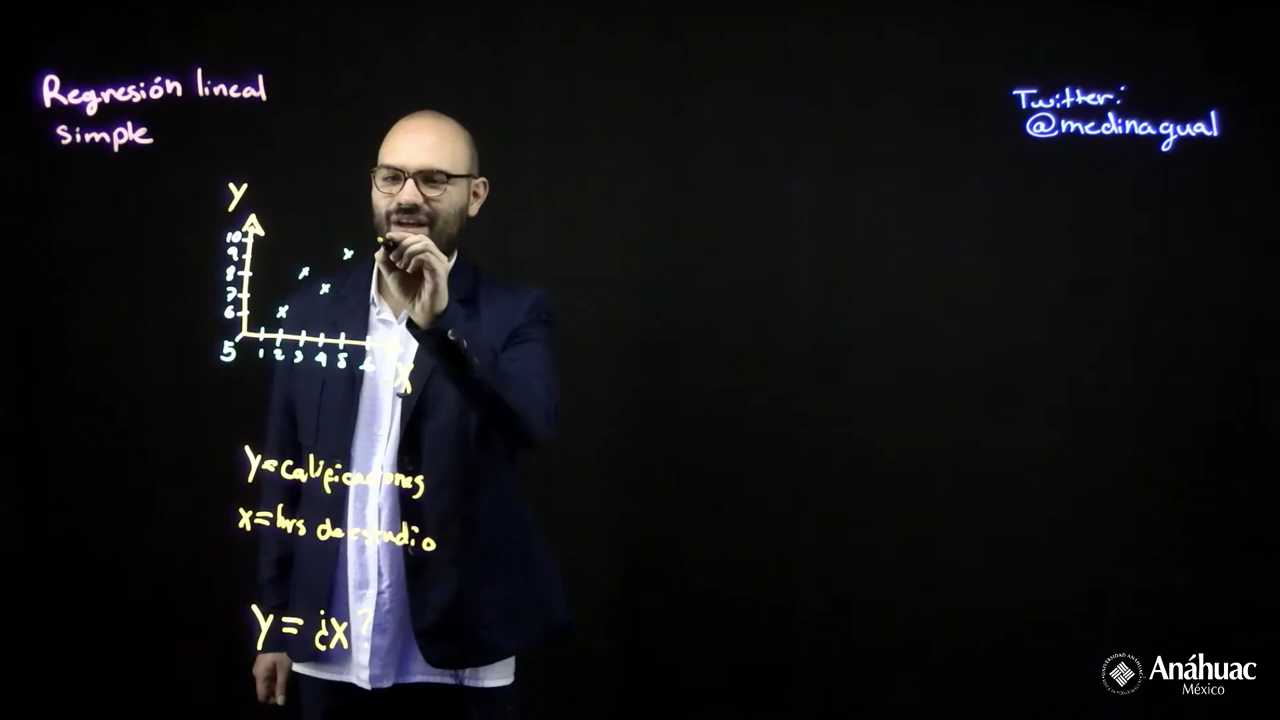 Regresión lineal
simple
Twitter:
@medinagual
y
10
9
8
7
6
5
1 2 3 4 5 6
X
y=calificaciones
x=hrs de estudio
y=¿x?
Anáhuac
México